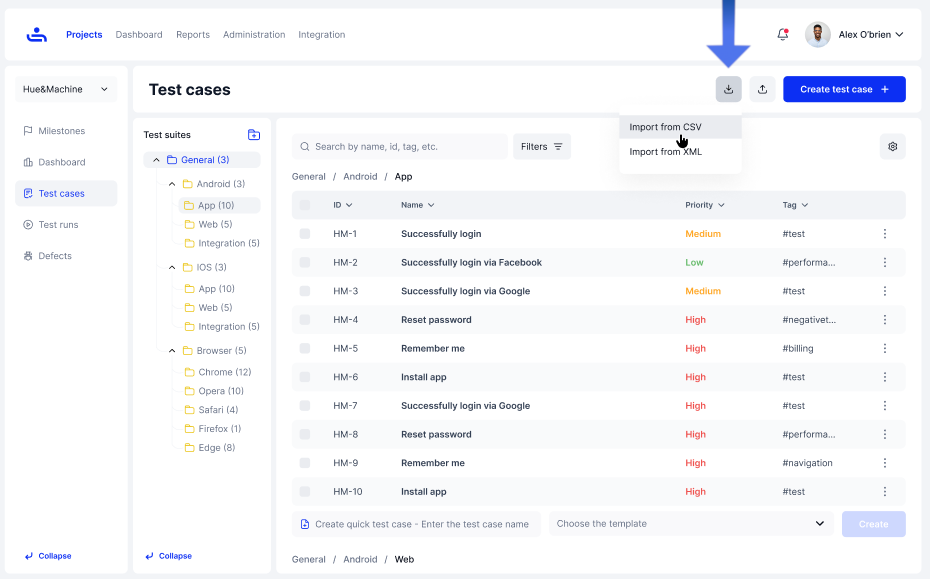 Projects
Dashboard
Reports
Administration
Integration
Alex O'brien
Hue&Machine
Milestones
Dashboard
Test cases
Test runs
Defects
Collapse
Test cases
Create test case +
Import from CSV
Import from XML
Test suites
General (3)
Android (3)
App (10)
Web (5)
Integration (5)
IOS (3)
App (10)
Web (5)
Integration (5)
Browser (5)
Chrome (12)
Opera (10)
Safari (4)
Firefox (1)
Edge (8)
Collapse
Search by name, id, tag, etc.
Filters
General / Android / App
ID Name Priority Tag
HM-1 Successfully login Medium #test
HM-2 Successfully login via Facebook Low #performa...
HM-3 Successfully login via Google Medium #test
HM-4 Reset password High #negativet...
HM-5 Remember me High #billing
HM-6 Install app High #test
HM-7 Successfully login via Google High #test
HM-8 Reset password High #performa...
HM-9 Remember me High #navigation
HM-10 Install app High #test
Create quick test case - Enter the test case name
Choose the template
Create
General / Android / Web